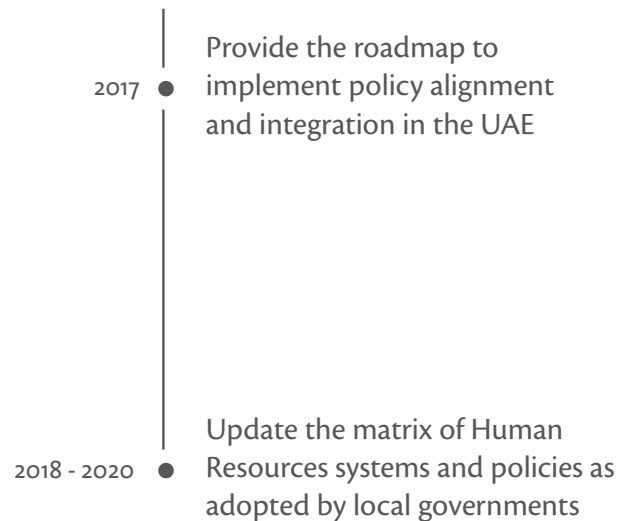 Provide the roadmap to
2017
implement policy alignment
and integration in the UAE
Update the matrix of Human
2018 - 2020
Resources systems and policies as
adopted by local governments